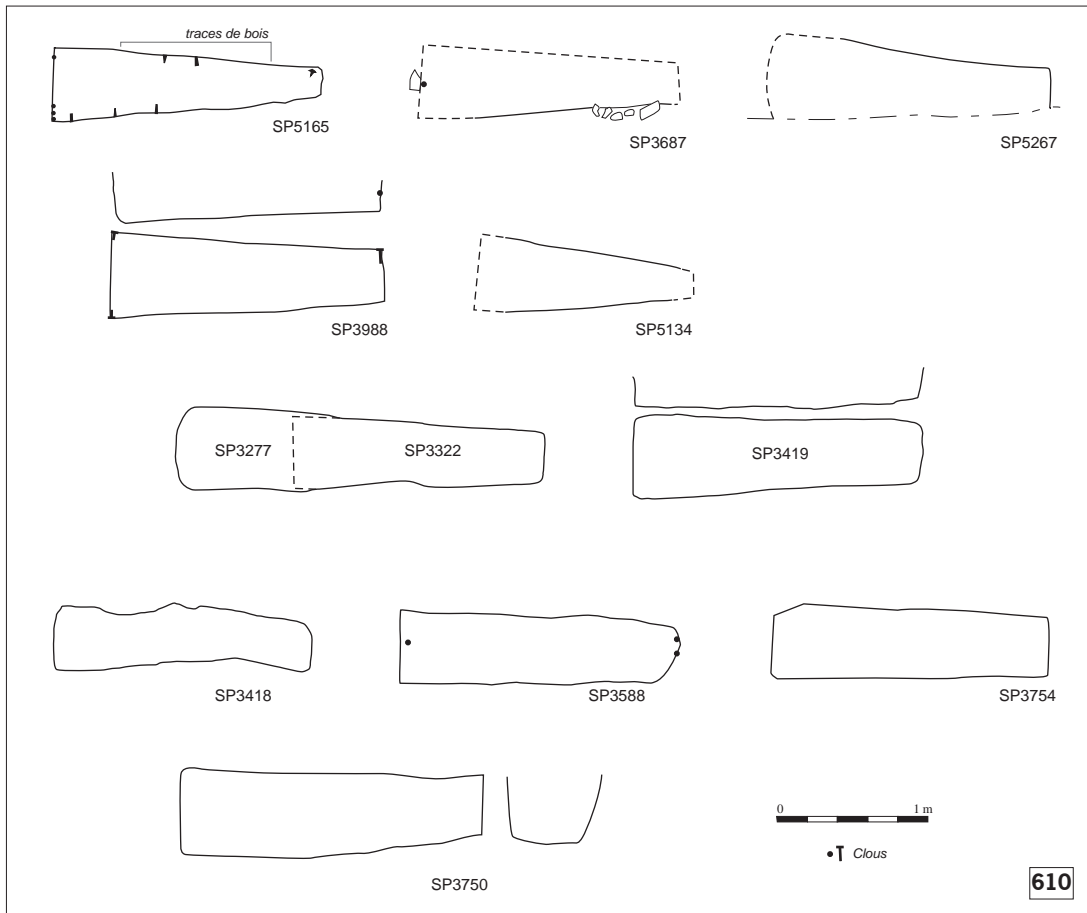 traces de bois
SP5165
SP3687
SP5267
SP3988
SP5134
SP3277
SP3322
SP3419
SP3418
SP3588
SP3754
SP3750
0 1 m
Clous
610